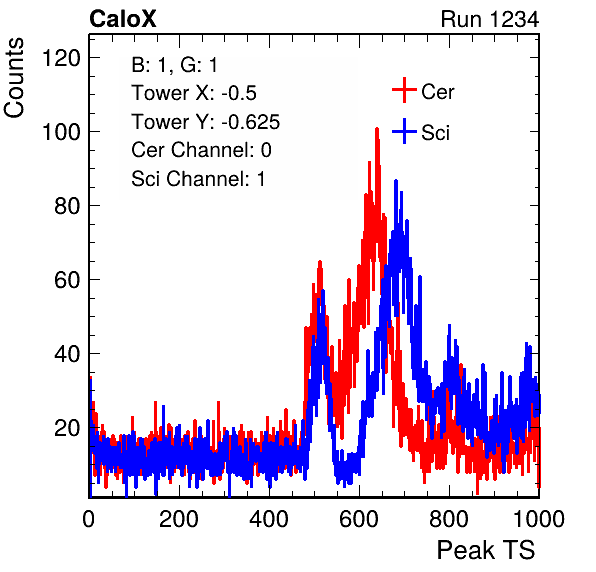 CaloX Run 1234
Counts
B: 1, G: 1
Tower X: -0.5
Tower Y: -0.625
Cer Channel: 0
Sci Channel: 1
Cer
Sci
120
100
80
60
40
20
0 200 400 600 800 1000
Peak TS